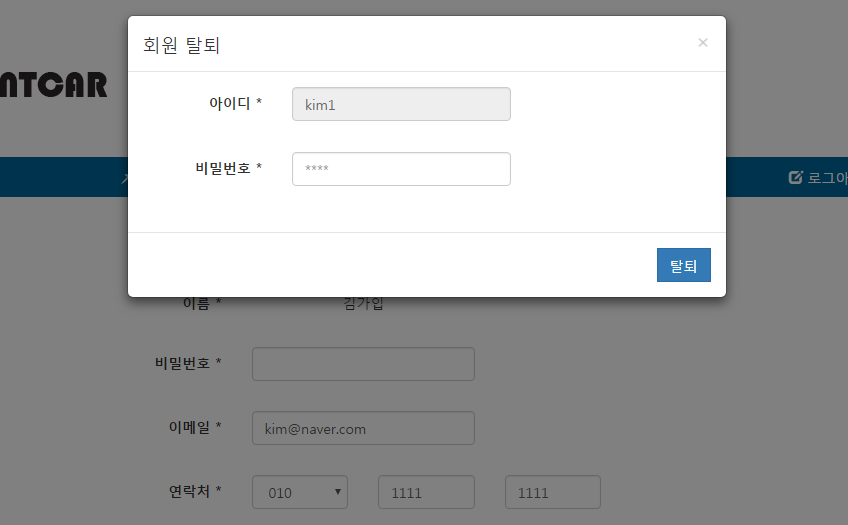 회원 탈퇴
×
NTCAR
아이디 * kim1
비밀번호 * ****
로그아
탈퇴
이름 * 김가입
비밀번호 *
이메일 * kim@naver.com
연락처 * 010 1111 1111